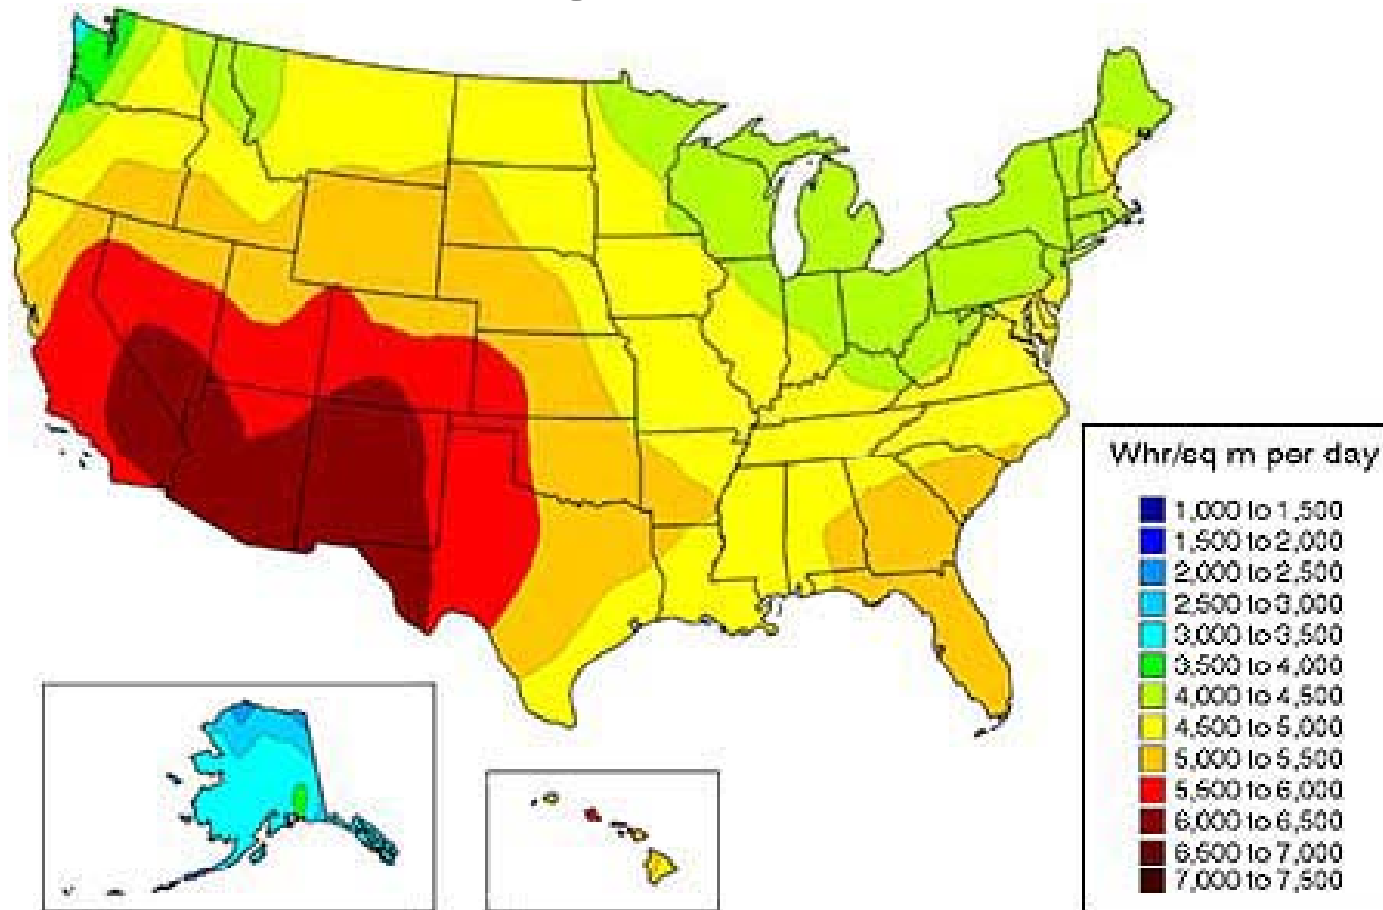 Whr/sq m per day
1,000 to 1,500
1,500 to 2,000
2,000 to 2,500
2,500 to 3,000
3,000 to 3,500
3,500 to 4,000
4,000 to 4,500
4,500 to 5,000
5,000 to 5,500
5,500 to 6,000
6,000 to 6,500
6,500 to 7,000
7,000 to 7,500